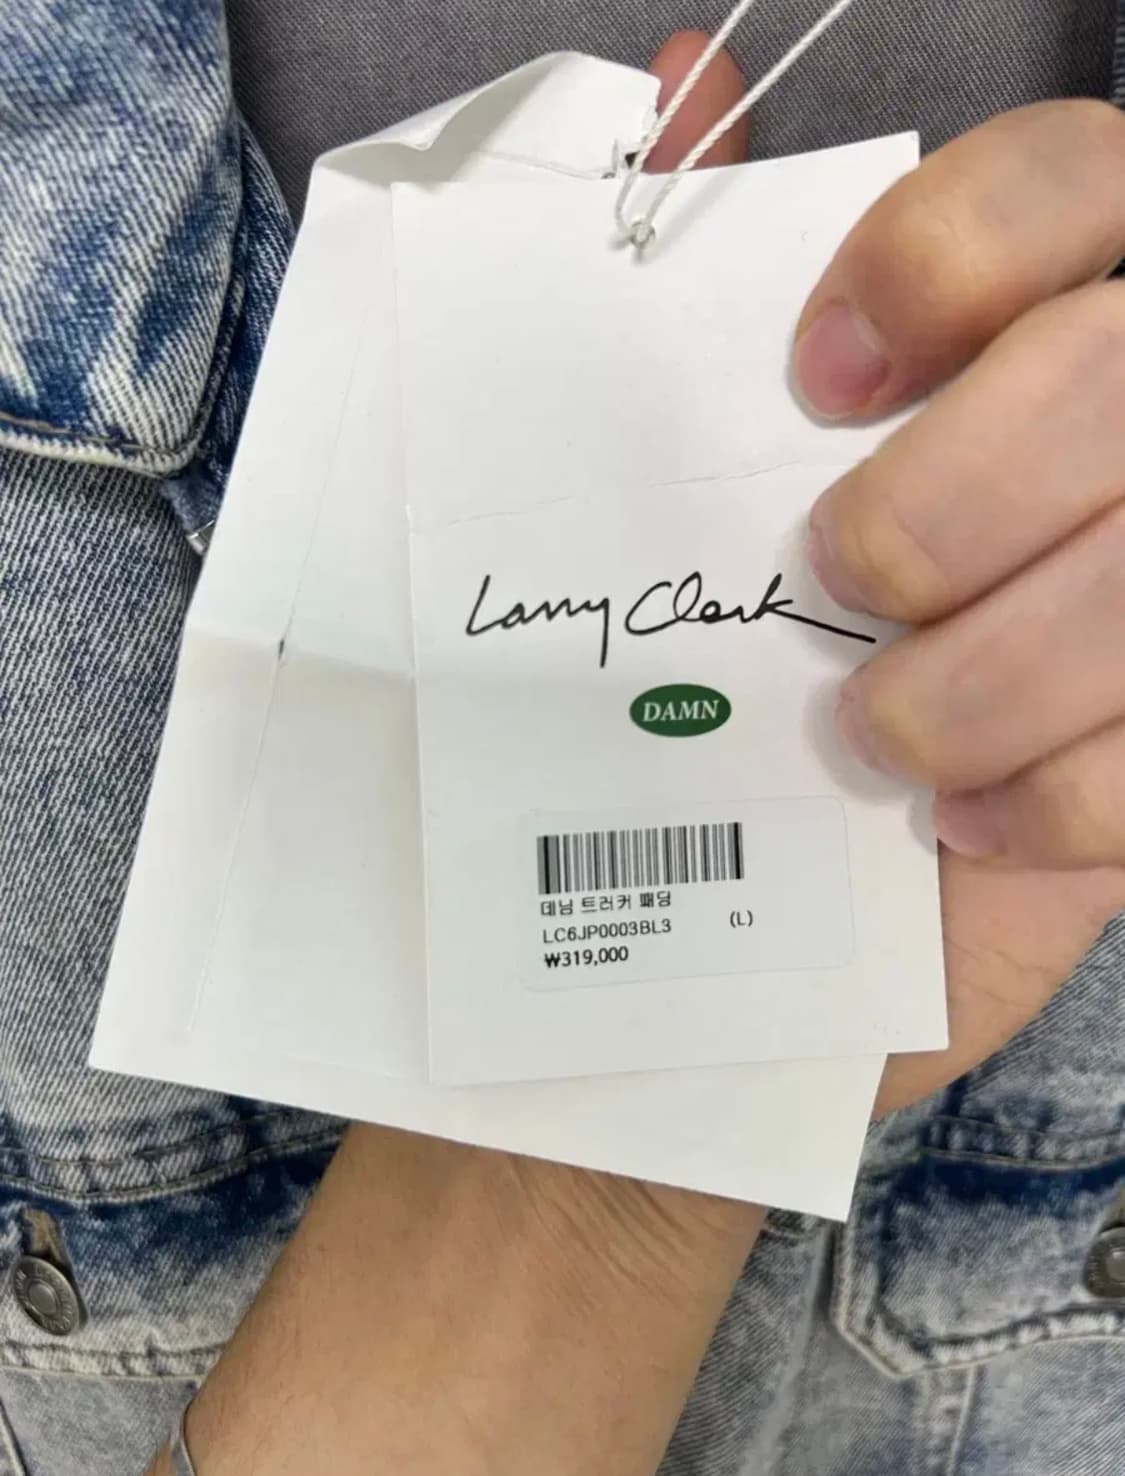 Larry Clark
DAMN
데님 트러커 패딩
LC6JP0003BL3 (L)
₩319,000